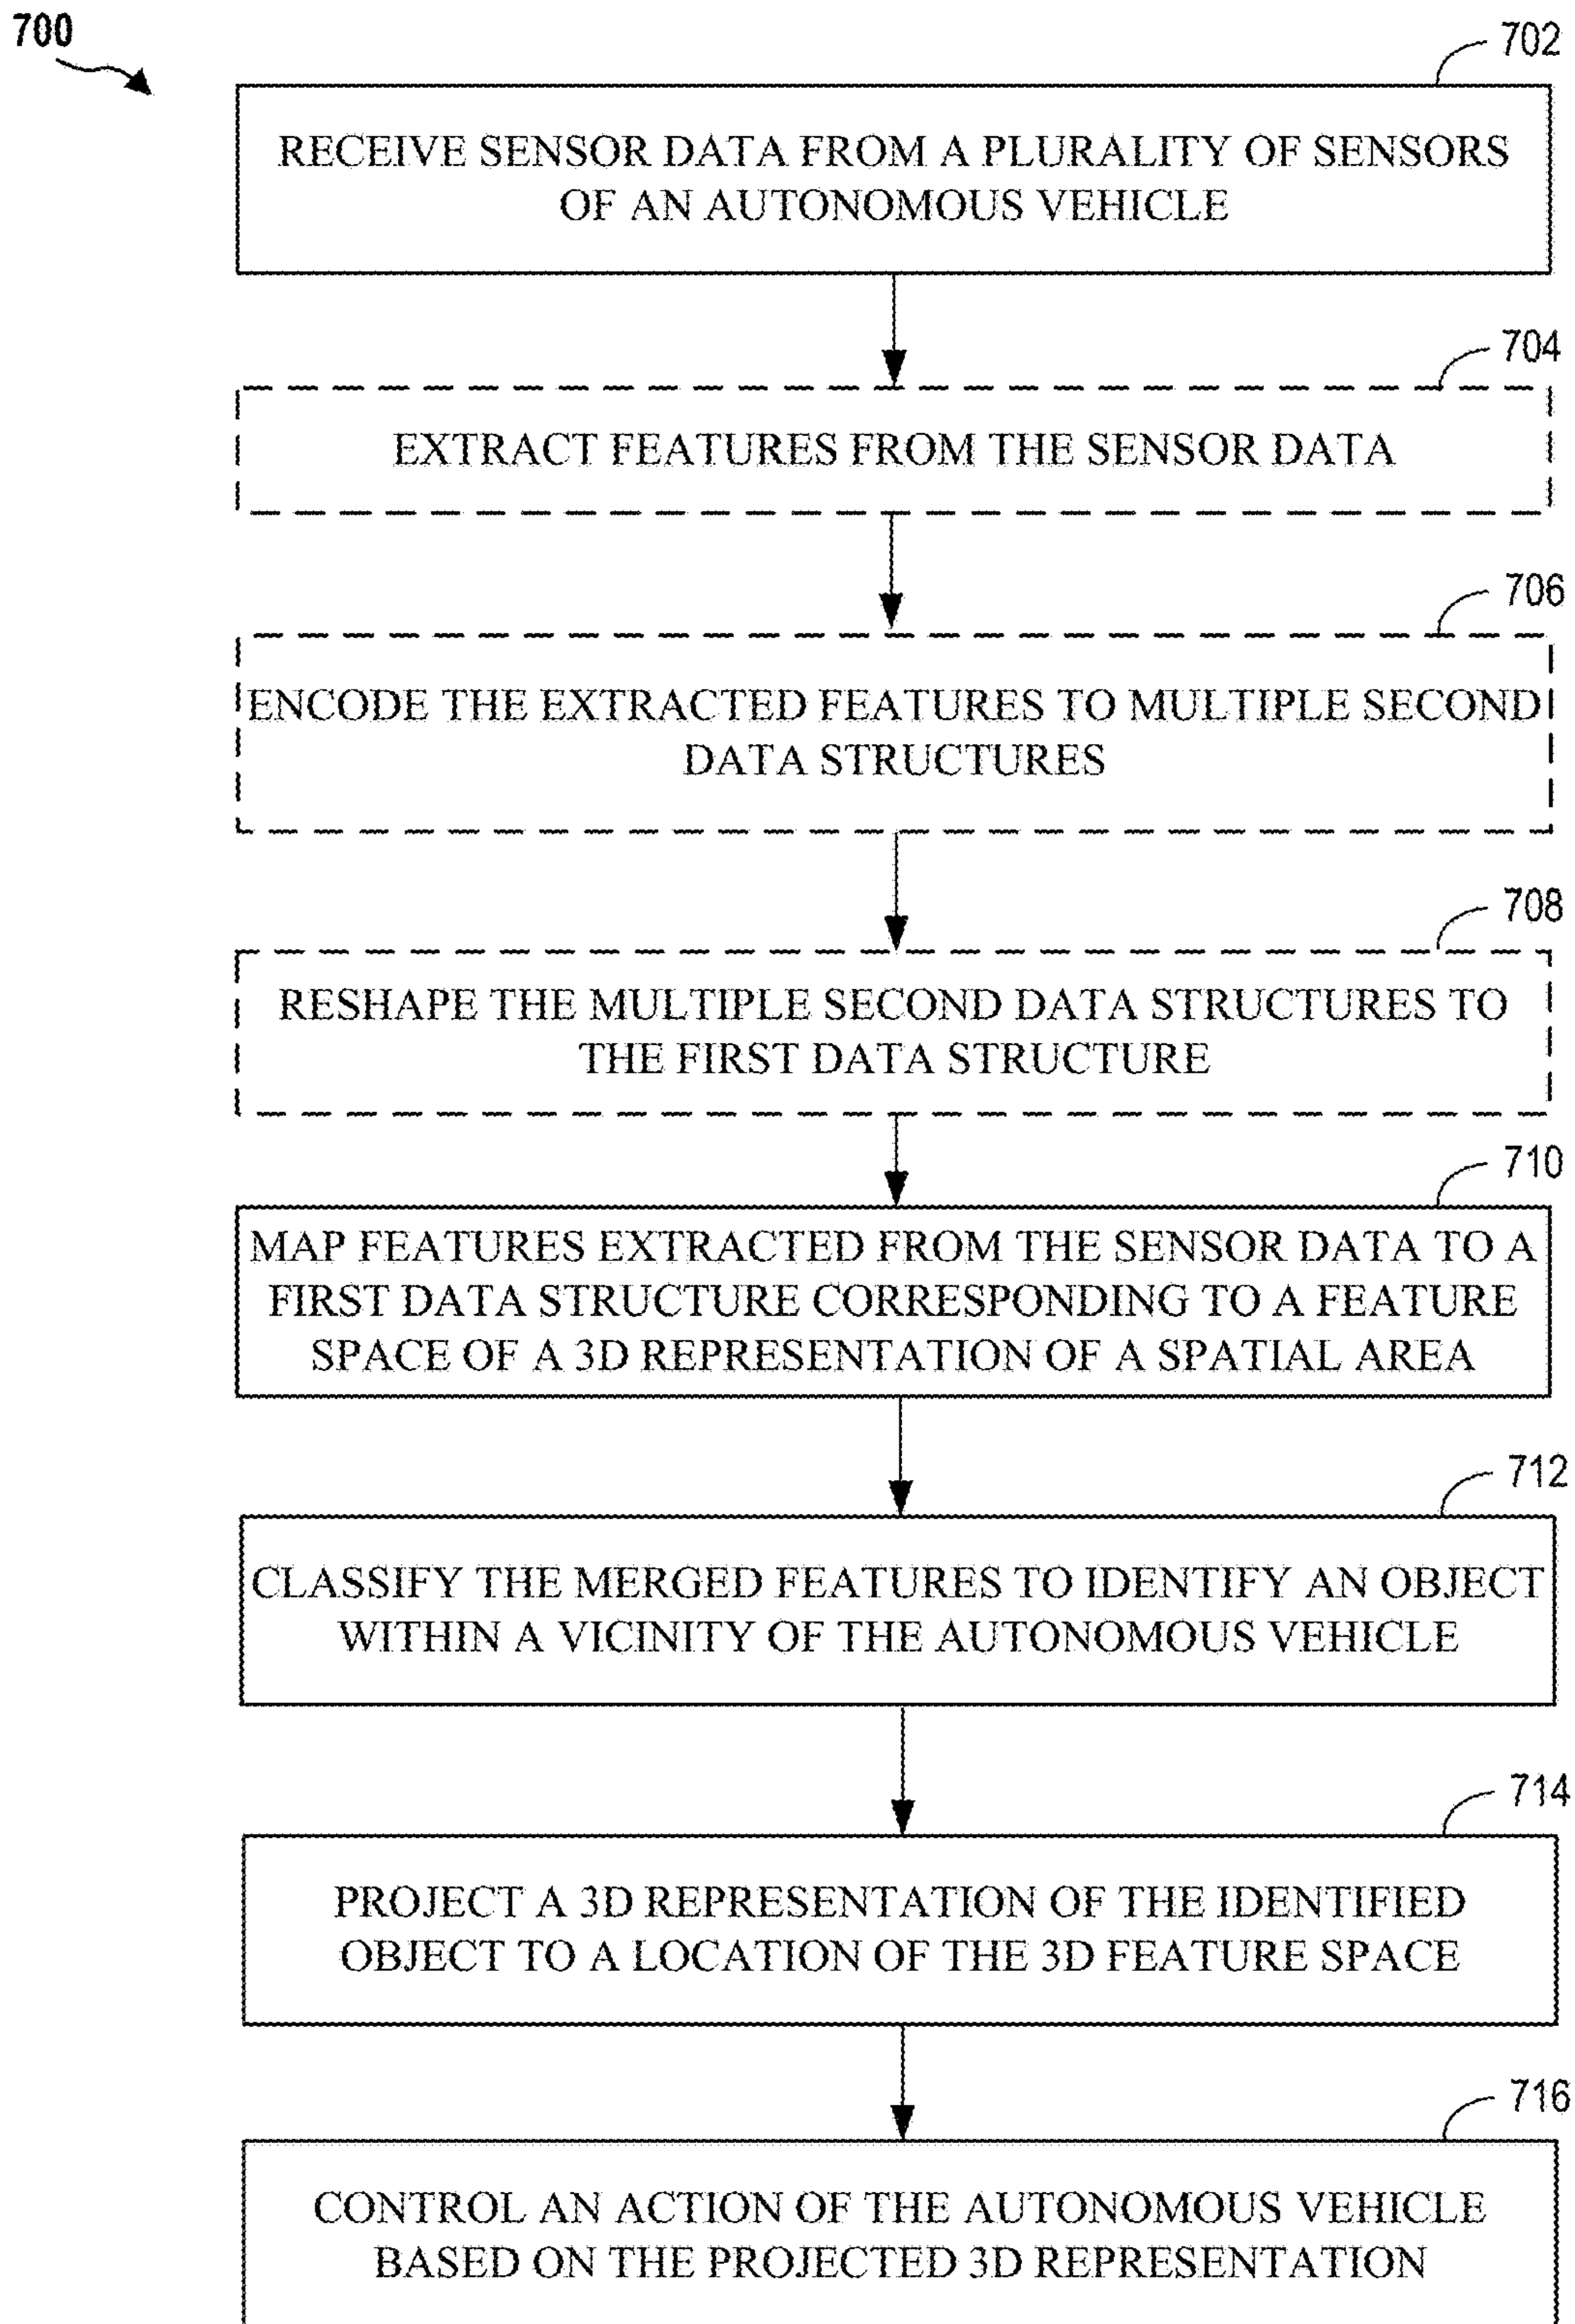 700
702
RECEIVE SENSOR DATA FROM A PLURALITY OF SENSORS
OF AN AUTONOMOUS VEHICLE
704
EXTRACT FEATURES FROM THE SENSOR DATA
706
ENCODE THE EXTRACTED FEATURES TO MULTIPLE SECOND
DATA STRUCTURES
708
RESHAPE THE MULTIPLE SECOND DATA STRUCTURES TO
THE FIRST DATA STRUCTURE
710
MAP FEATURES EXTRACTED FROM THE SENSOR DATA TO A
FIRST DATA STRUCTURE CORRESPONDING TO A FEATURE
SPACE OF A 3D REPRESENTATION OF A SPATIAL AREA
712
CLASSIFY THE MERGED FEATURES TO IDENTIFY AN OBJECT
WITHIN A VICINITY OF THE AUTONOMOUS VEHICLE
714
PROJECT A 3D REPRESENTATION OF THE IDENTIFIED
OBJECT TO A LOCATION OF THE 3D FEATURE SPACE
716
CONTROL AN ACTION OF THE AUTONOMOUS VEHICLE
BASED ON THE PROJECTED 3D REPRESENTATION